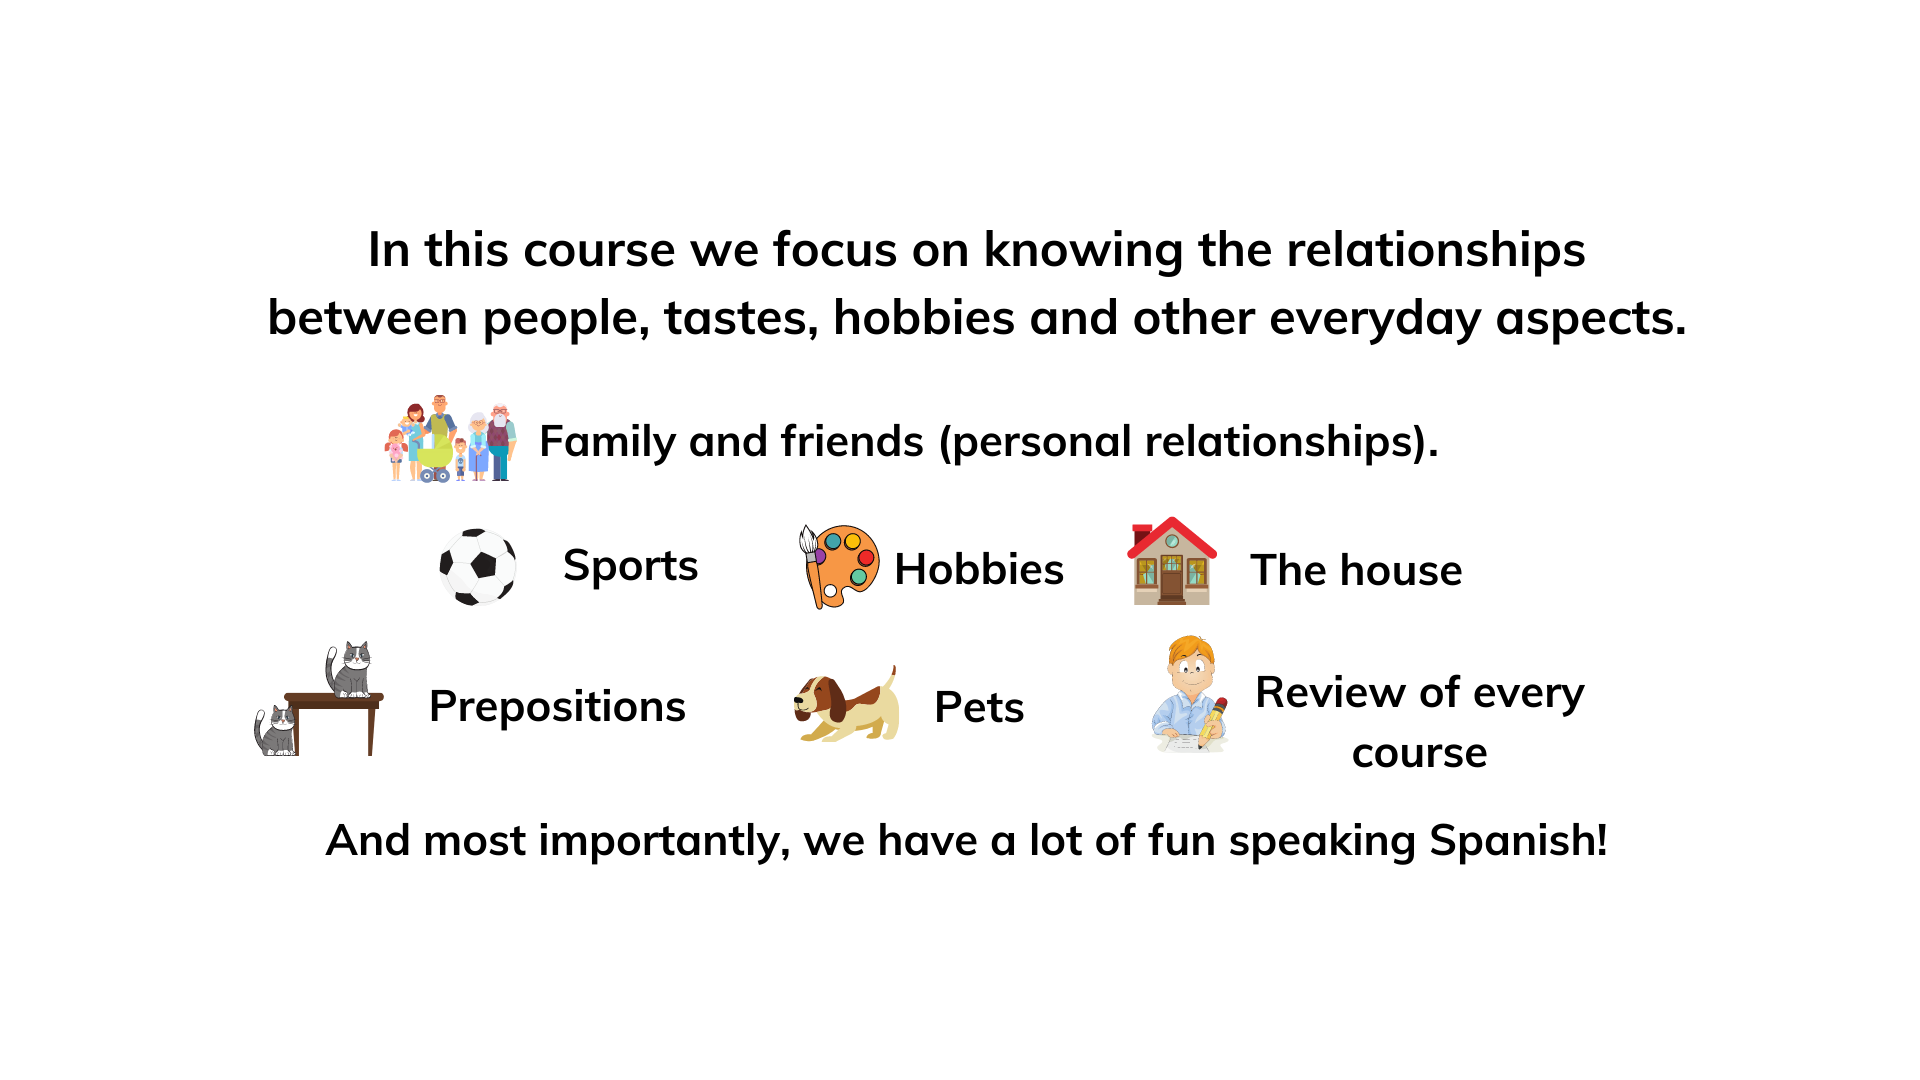 In this course we focus on knowing the relationships
between people, tastes, hobbies and other everyday aspects.
Family and friends (personal relationships).
Sports
Hobbies
The house
Prepositions
Pets
Review of every
course
And most importantly, we have a lot of fun speaking Spanish!